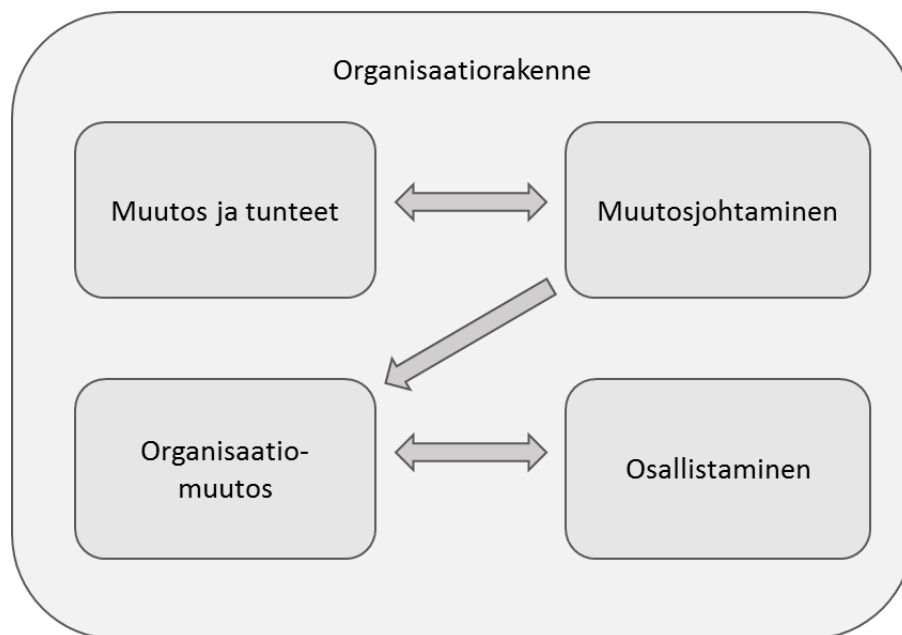 Organisaatiorakenne
Muutos ja tunteet
Muutosjohtaminen
Organisaatio-
muutos
Osallistaminen